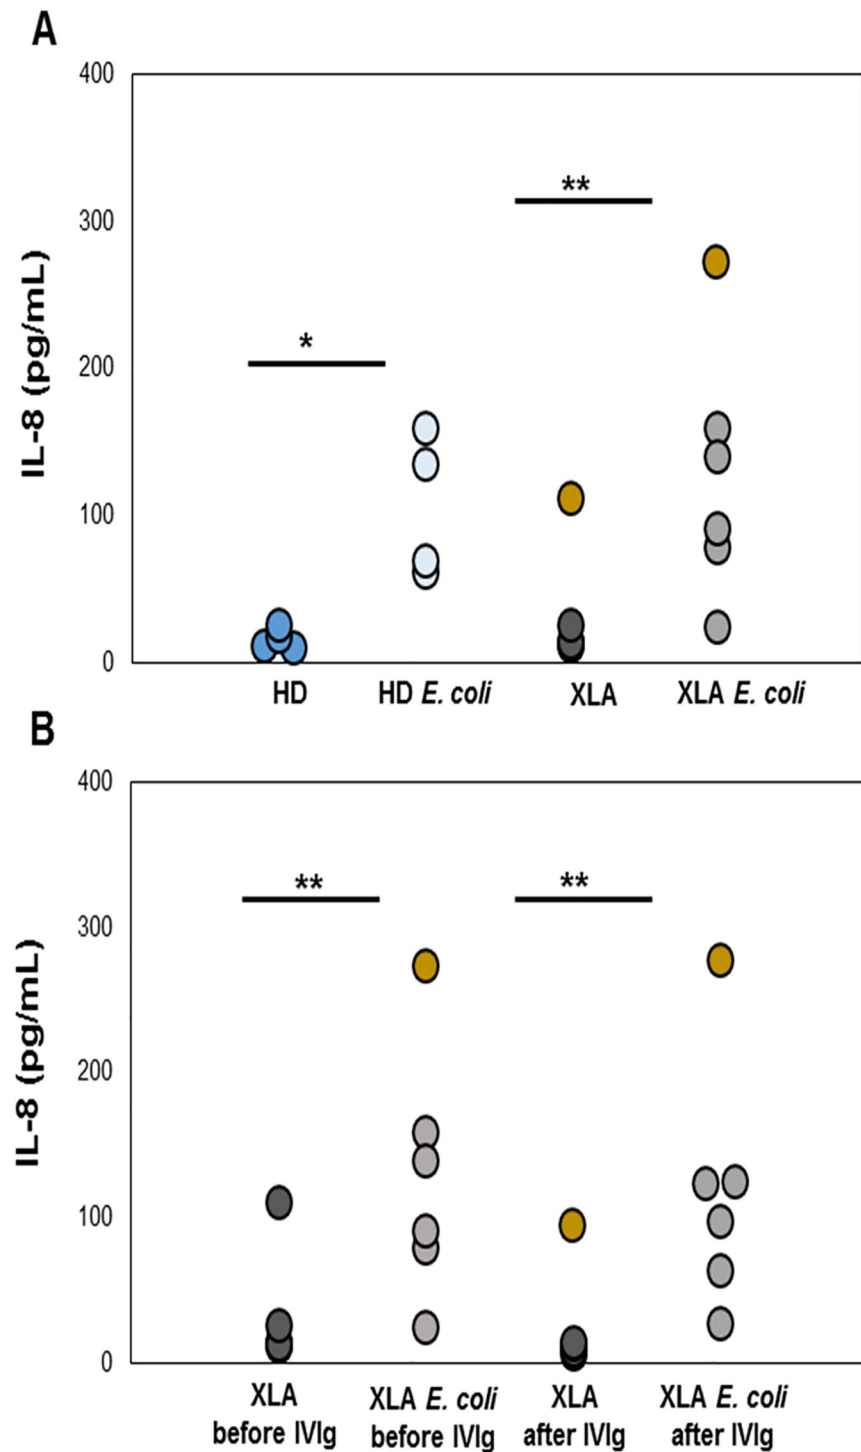 A
400
300
200
100
0
IL-8 (pg/mL)
*
**
HD
HD E. coli
XLA
XLA E. coli
B
400
300
200
100
0
IL-8 (pg/mL)
**
**
XLA
before IVIg
XLA E. coli
before IVIg
XLA
after IVIg
XLA E. coli
after IVIg